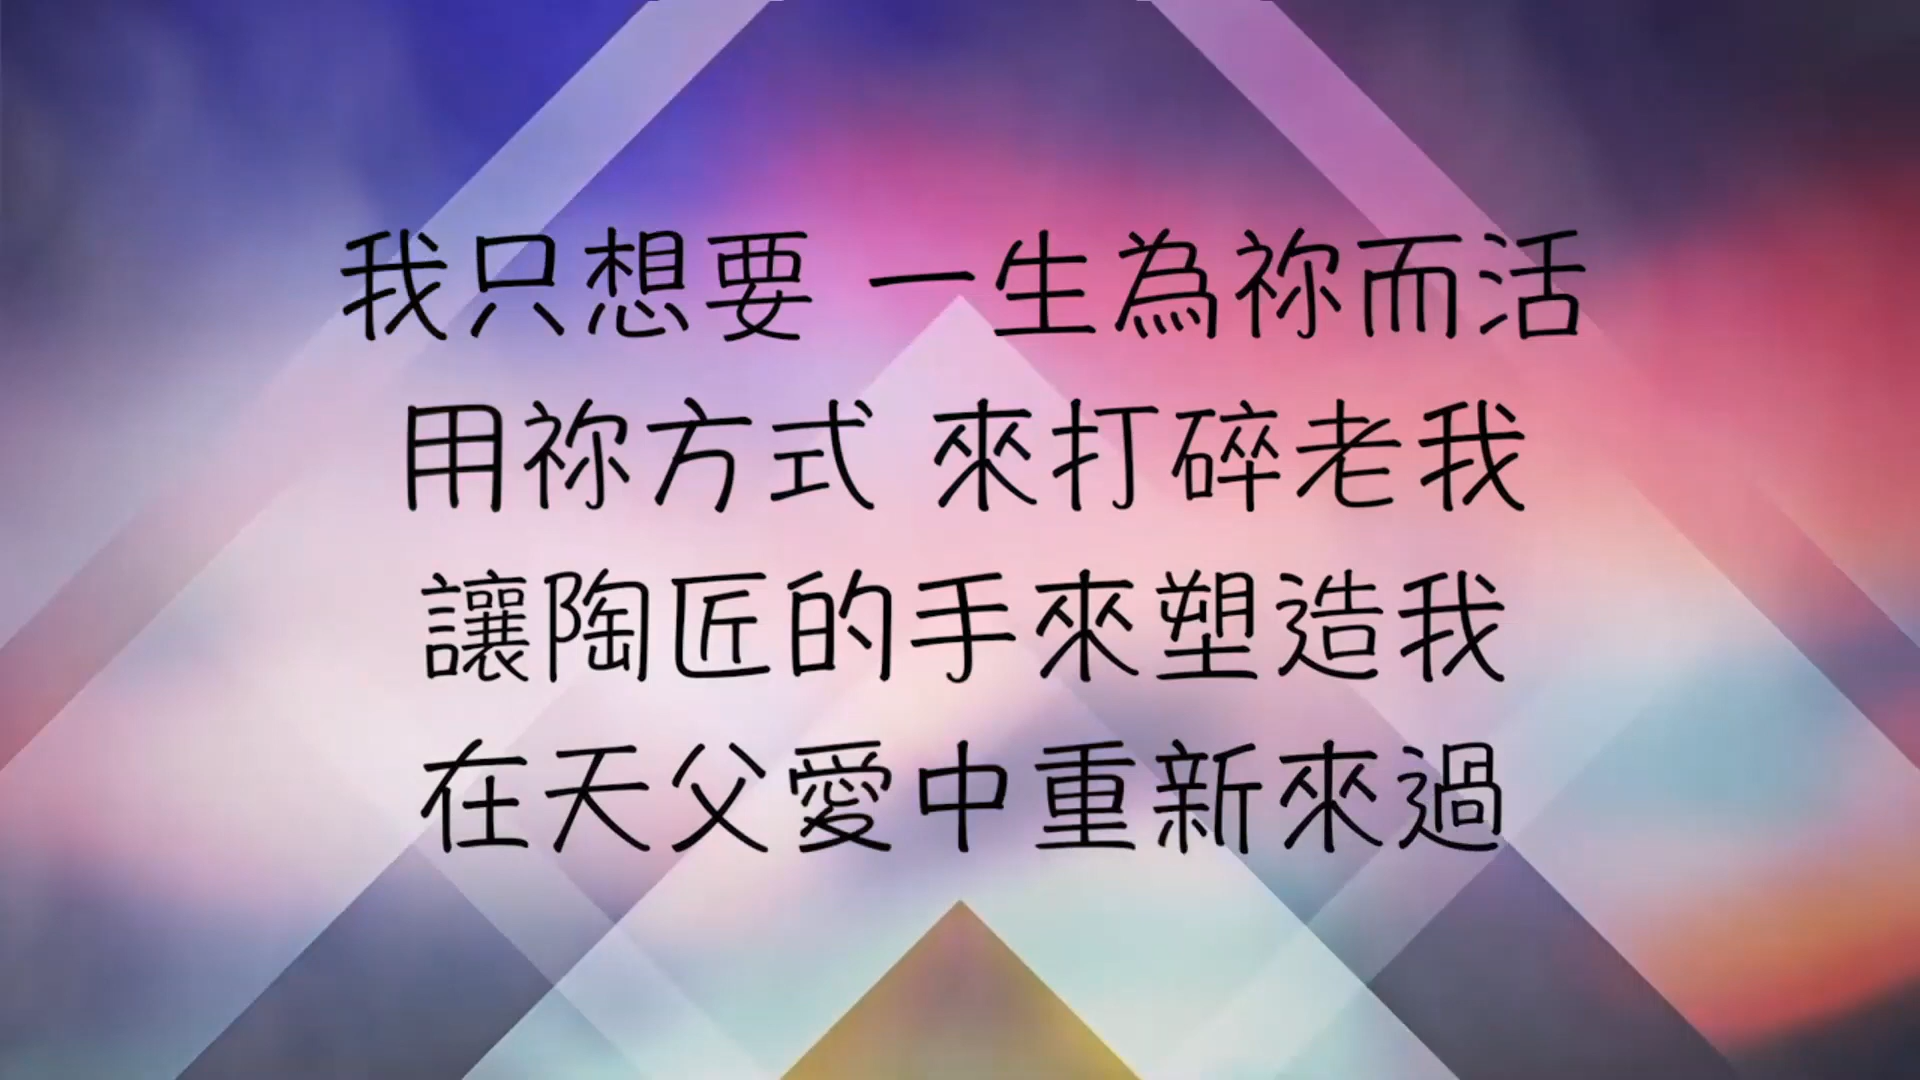 我只想要 一生為祢而活
用祢方式 來打碎老我
讓陶匠的手來塑造我
在天父愛中重新來過